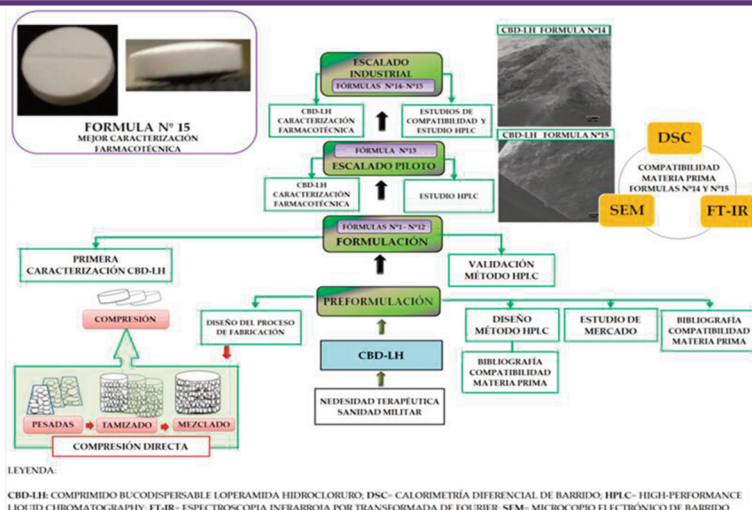 FORMULA Nº 15
MEJOR CARACTERIZACIÓN
FARMACOTÉCNICA
ESCALADO
INDUSTRIAL
FÓRMULAS Nº14- Nº15
CBD-LH
CARACTERIZACIÓN
FARMACOTÉCNICA
ESTUDIOS DE
COMPATIBILIDAD Y
ESTUDIO HPLC
FÓRMULA Nº13
ESCALADO PILOTO
CBD-LH
CARACTERIZACIÓN
FARMACOTÉCNICA
ESTUDIO HPLC
CBD-LH FORMULA Nº14
CBD-LH FORMULA Nº15
DSC
COMPATIBILIDAD
MATERIA PRIMA
FORMULAS Nº14 Y Nº15
SEM
FT-IR
FÓRMULAS Nº1 - Nº12
FORMULACIÓN
PRIMERA
CARACTERIZACIÓN CBD-LH
VALIDACIÓN
MÉTODO HPLC
COMPRESIÓN
PREFORMULACIÓN
DISEÑO DEL PROCESO
DE FABRICACIÓN
DISEÑO
MÉTODO HPLC
ESTUDIO DE
MERCADO
BIBLIOGRAFÍA
COMPATIBILIDAD
MATERIA PRIMA
CBD-LH
BIBLIOGRAFÍA
COMPATIBILIDAD
MATERIA PRIMA
NEDESIDAD TERAPÉUTICA
SANIDAD MILITAR
PESADAS
TAMIZADO
MEZCLADO
COMPRESIÓN DIRECTA
LEYENDA:
CBD-LH: COMPRIMIDO BUCODISPERSABLE LOPERAMIDA HIDROCLORURO; DSC= CALORIMETRÍA DIFERENCIAL DE BARRIDO; HPLC= HIGH-PERFORMANCE
LIQUID CHROMATOGRAPHY; FT-IR= ESPECTROSCOPIA INFRARROJA POR TRANSFORMADA DE FOURIER; SEM= MICROCOPIO ELECTRÓNICO DE BARRIDO